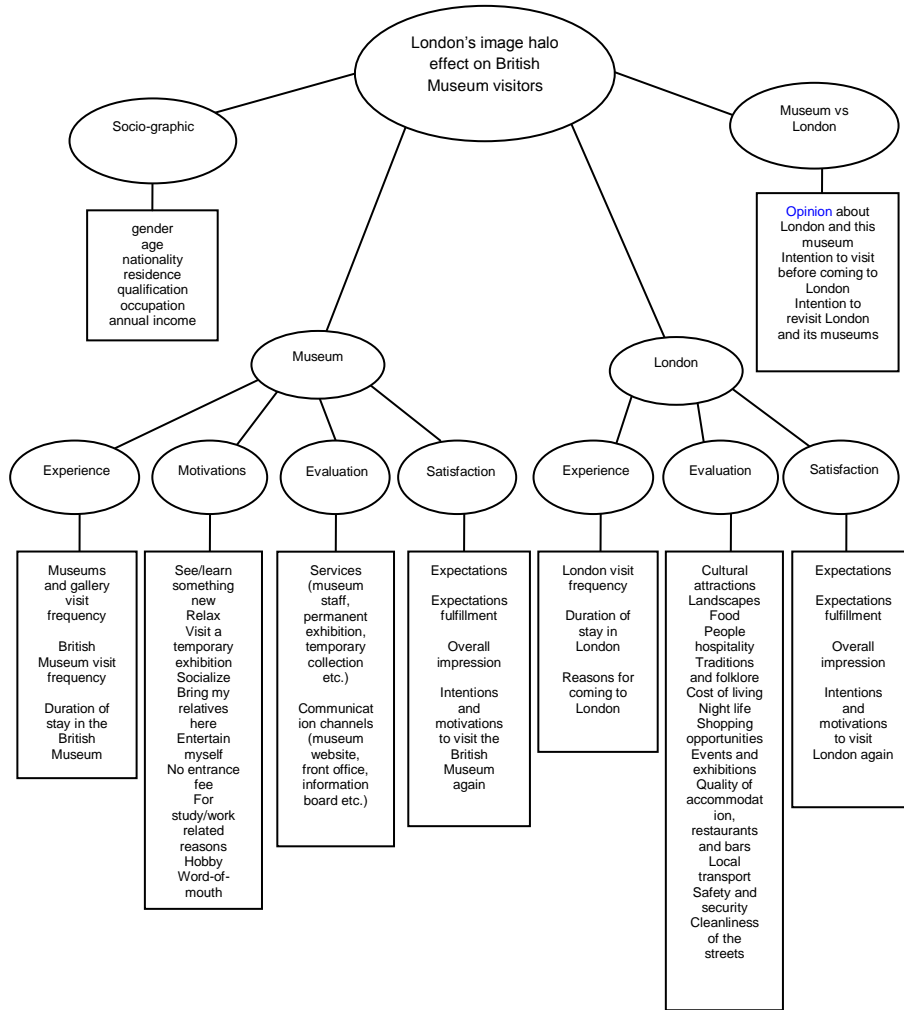 London's image halo
effect on British
Museum visitors
Socio-graphic
Museum vs
London
gender
age
nationality
residence
qualification
occupation
annual income
Opinion about
London and this
museum
Intention to visit
before coming to
London
Intention to
revisit London
and its museums
Museum
London
Experience
Motivations
Evaluation
Satisfaction
Experience
Evaluation
Satisfaction
Museums
and gallery
visit
frequency
British
Museum visit
frequency
Duration of
stay in the
British
Museum
See/learn
something
new
Relax
Visit a
temporary
exhibition
Socialize
Bring my
relatives
here
Entertain
myself
No entrance
fee
For
study/work
related
reasons
Hobby
Word-of-
mouth
Services
(museum
staff,
permanent
exhibition,
temporary
collection
etc.)
Communicat
ion channels
(museum
website,
front office,
information
board etc.)
Expectations
Expectations
fulfillment
Overall
impression
Intentions
and
motivations
to visit the
British
Museum
again
London visit
frequency
Duration of
stay in
London
Reasons for
coming to
London
Cultural
attractions
Landscapes
Food
People
hospitality
Traditions
and folklore
Cost of living
Night life
Shopping
opportunities
Events and
exhibitions
Quality of
accommodat
ion,
restaurants
and bars
Local
transport
Safety and
security
Cleanliness
of the
streets
Expectations
Expectations
fulfillment
Overall
impression
Intentions
and
motivations
to visit
London again